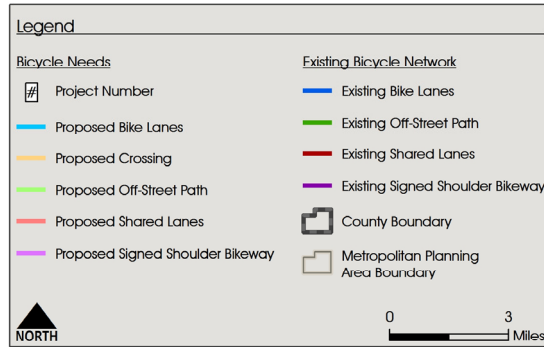 Legend
Bicycle Needs
# Project Number
Proposed Bike Lanes
Proposed Crossing
Proposed Off-Street Path
Proposed Shared Lanes
Proposed Signed Shoulder Bikeway
Existing Bicycle Network
Existing Bike Lanes
Existing Off-Street Path
Existing Shared Lanes
Existing Signed Shoulder Bikeway
County Boundary
Metropolitan Planning
Area Boundary
NORTH
0 3
Miles